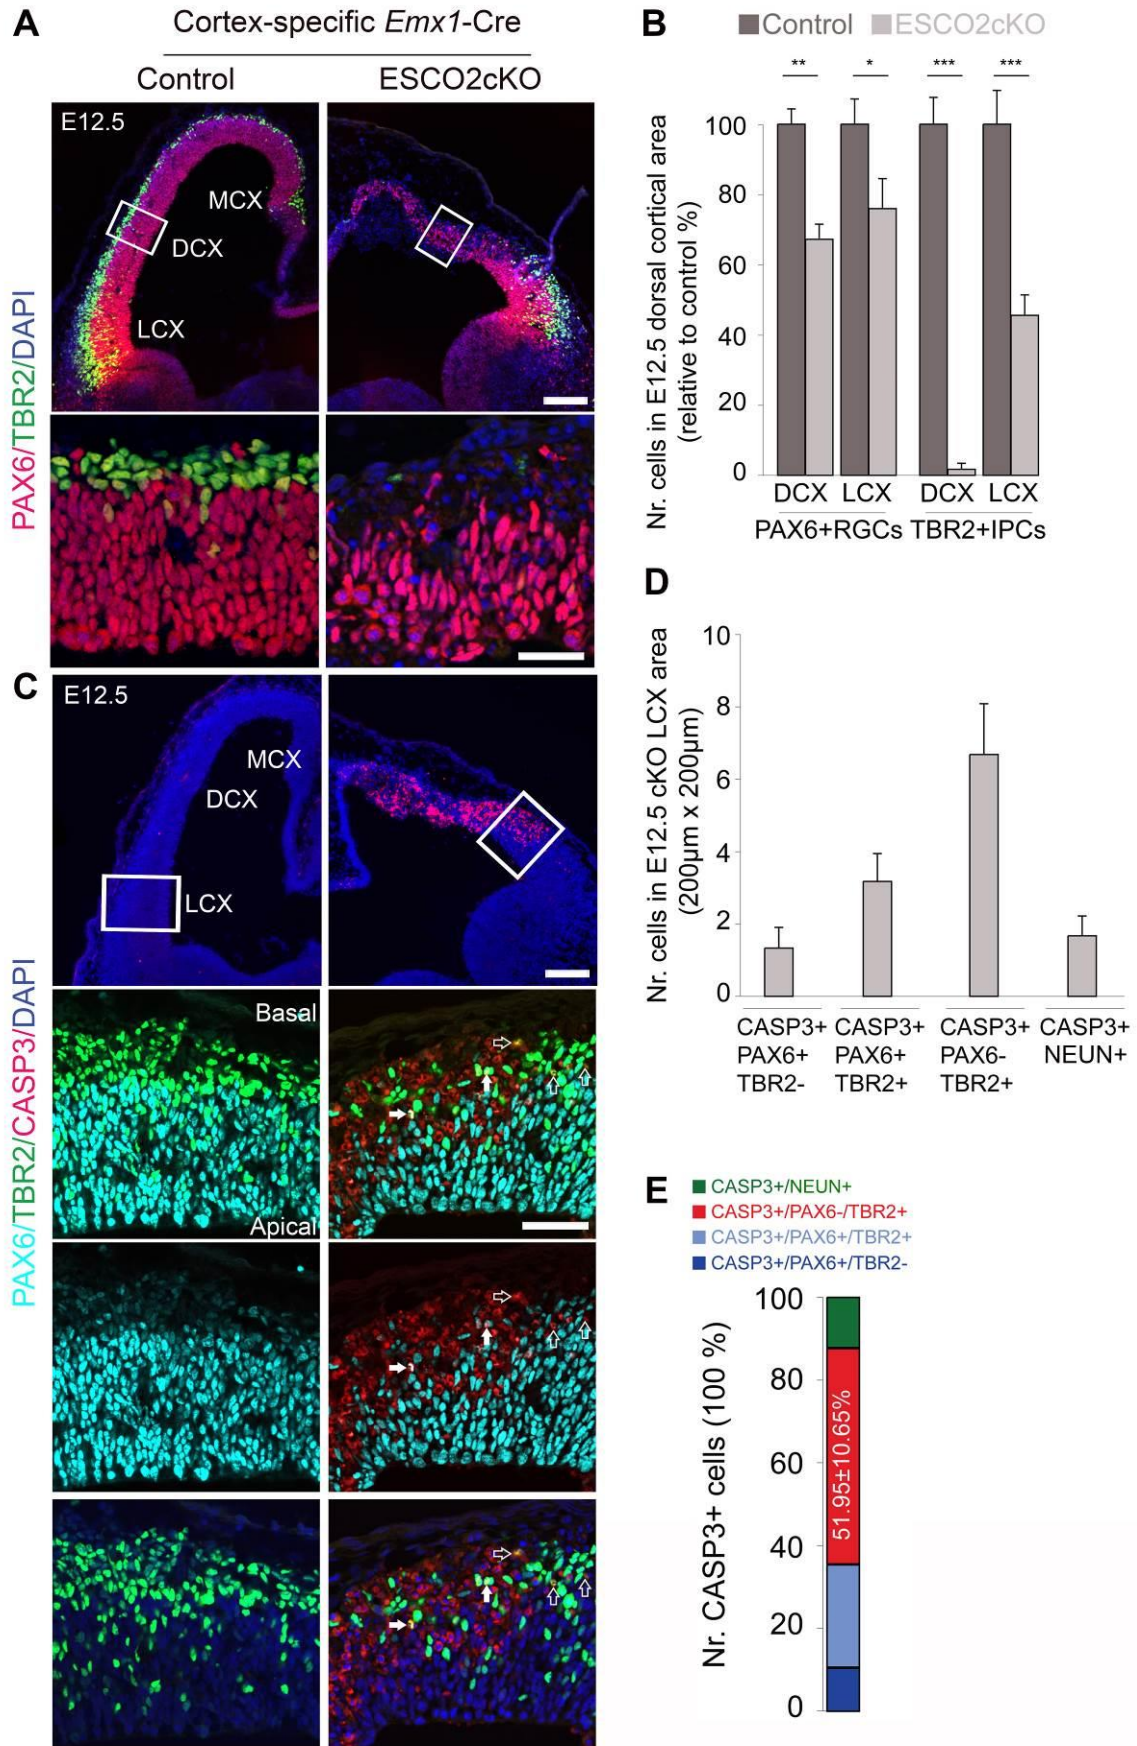 A
Cortex-specific Emx1-Cre
Control
ESCO2cKO
E12.5
MCX
DCX
LCX
PAX6/TBR2/DAPI
B
Control
ESCO2cKO
**
*
***
***
Nr. cells in E12.5 dorsal cortical area
(relative to control %)
100
80
60
40
20
0
DCX
LCX
DCX
LCX
PAX6+RGCs
TBR2+IPCs
C
E12.5
MCX
DCX
LCX
Basal
Apical
PAX6/TBR2/CASP3/DAPI
D
Nr. cells in E12.5 cKO LCX area
(200µm x 200µm)
10
8
6
4
2
0
CASP3+
PAX6+
TBR2-
CASP3+
PAX6+
TBR2+
CASP3+
PAX6-
TBR2+
CASP3+
NEUN+
E
CASP3+/NEUN+
CASP3+/PAX6-/TBR2+
CASP3+/PAX6+/TBR2+
CASP3+/PAX6+/TBR2-
Nr. CASP3+ cells (100 %)
100
80
60
40
20
0
51.95±10.65%